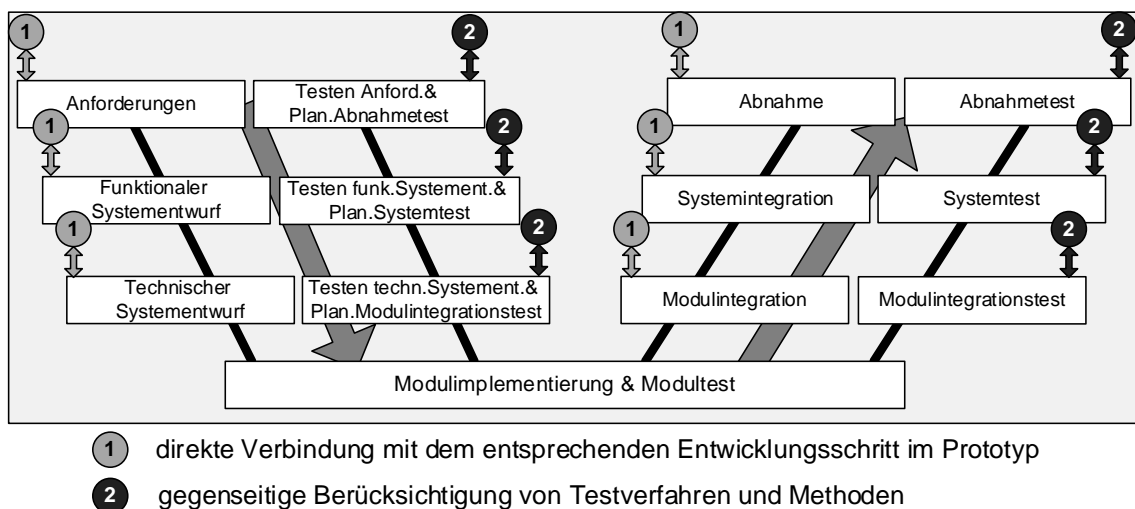 1
2
1
2
Anforderungen
Testen Anford.&
Plan.Abnahmetest
Abnahme
Abnahmetest
1
2
1
2
Funktionaler
Systementwurf
Testen funk.Systement.&
Plan.Systemtest
Systemintegration
Systemtest
1
2
1
2
Technischer
Systementwurf
Testen techn.Systement.&
Plan.Modulintegrationstest
Modulintegration
Modulintegrationstest
Modulimplementierung & Modultest
1 direkte Verbindung mit dem entsprechenden Entwicklungsschritt im Prototyp
2 gegenseitige Berücksichtigung von Testverfahren und Methoden